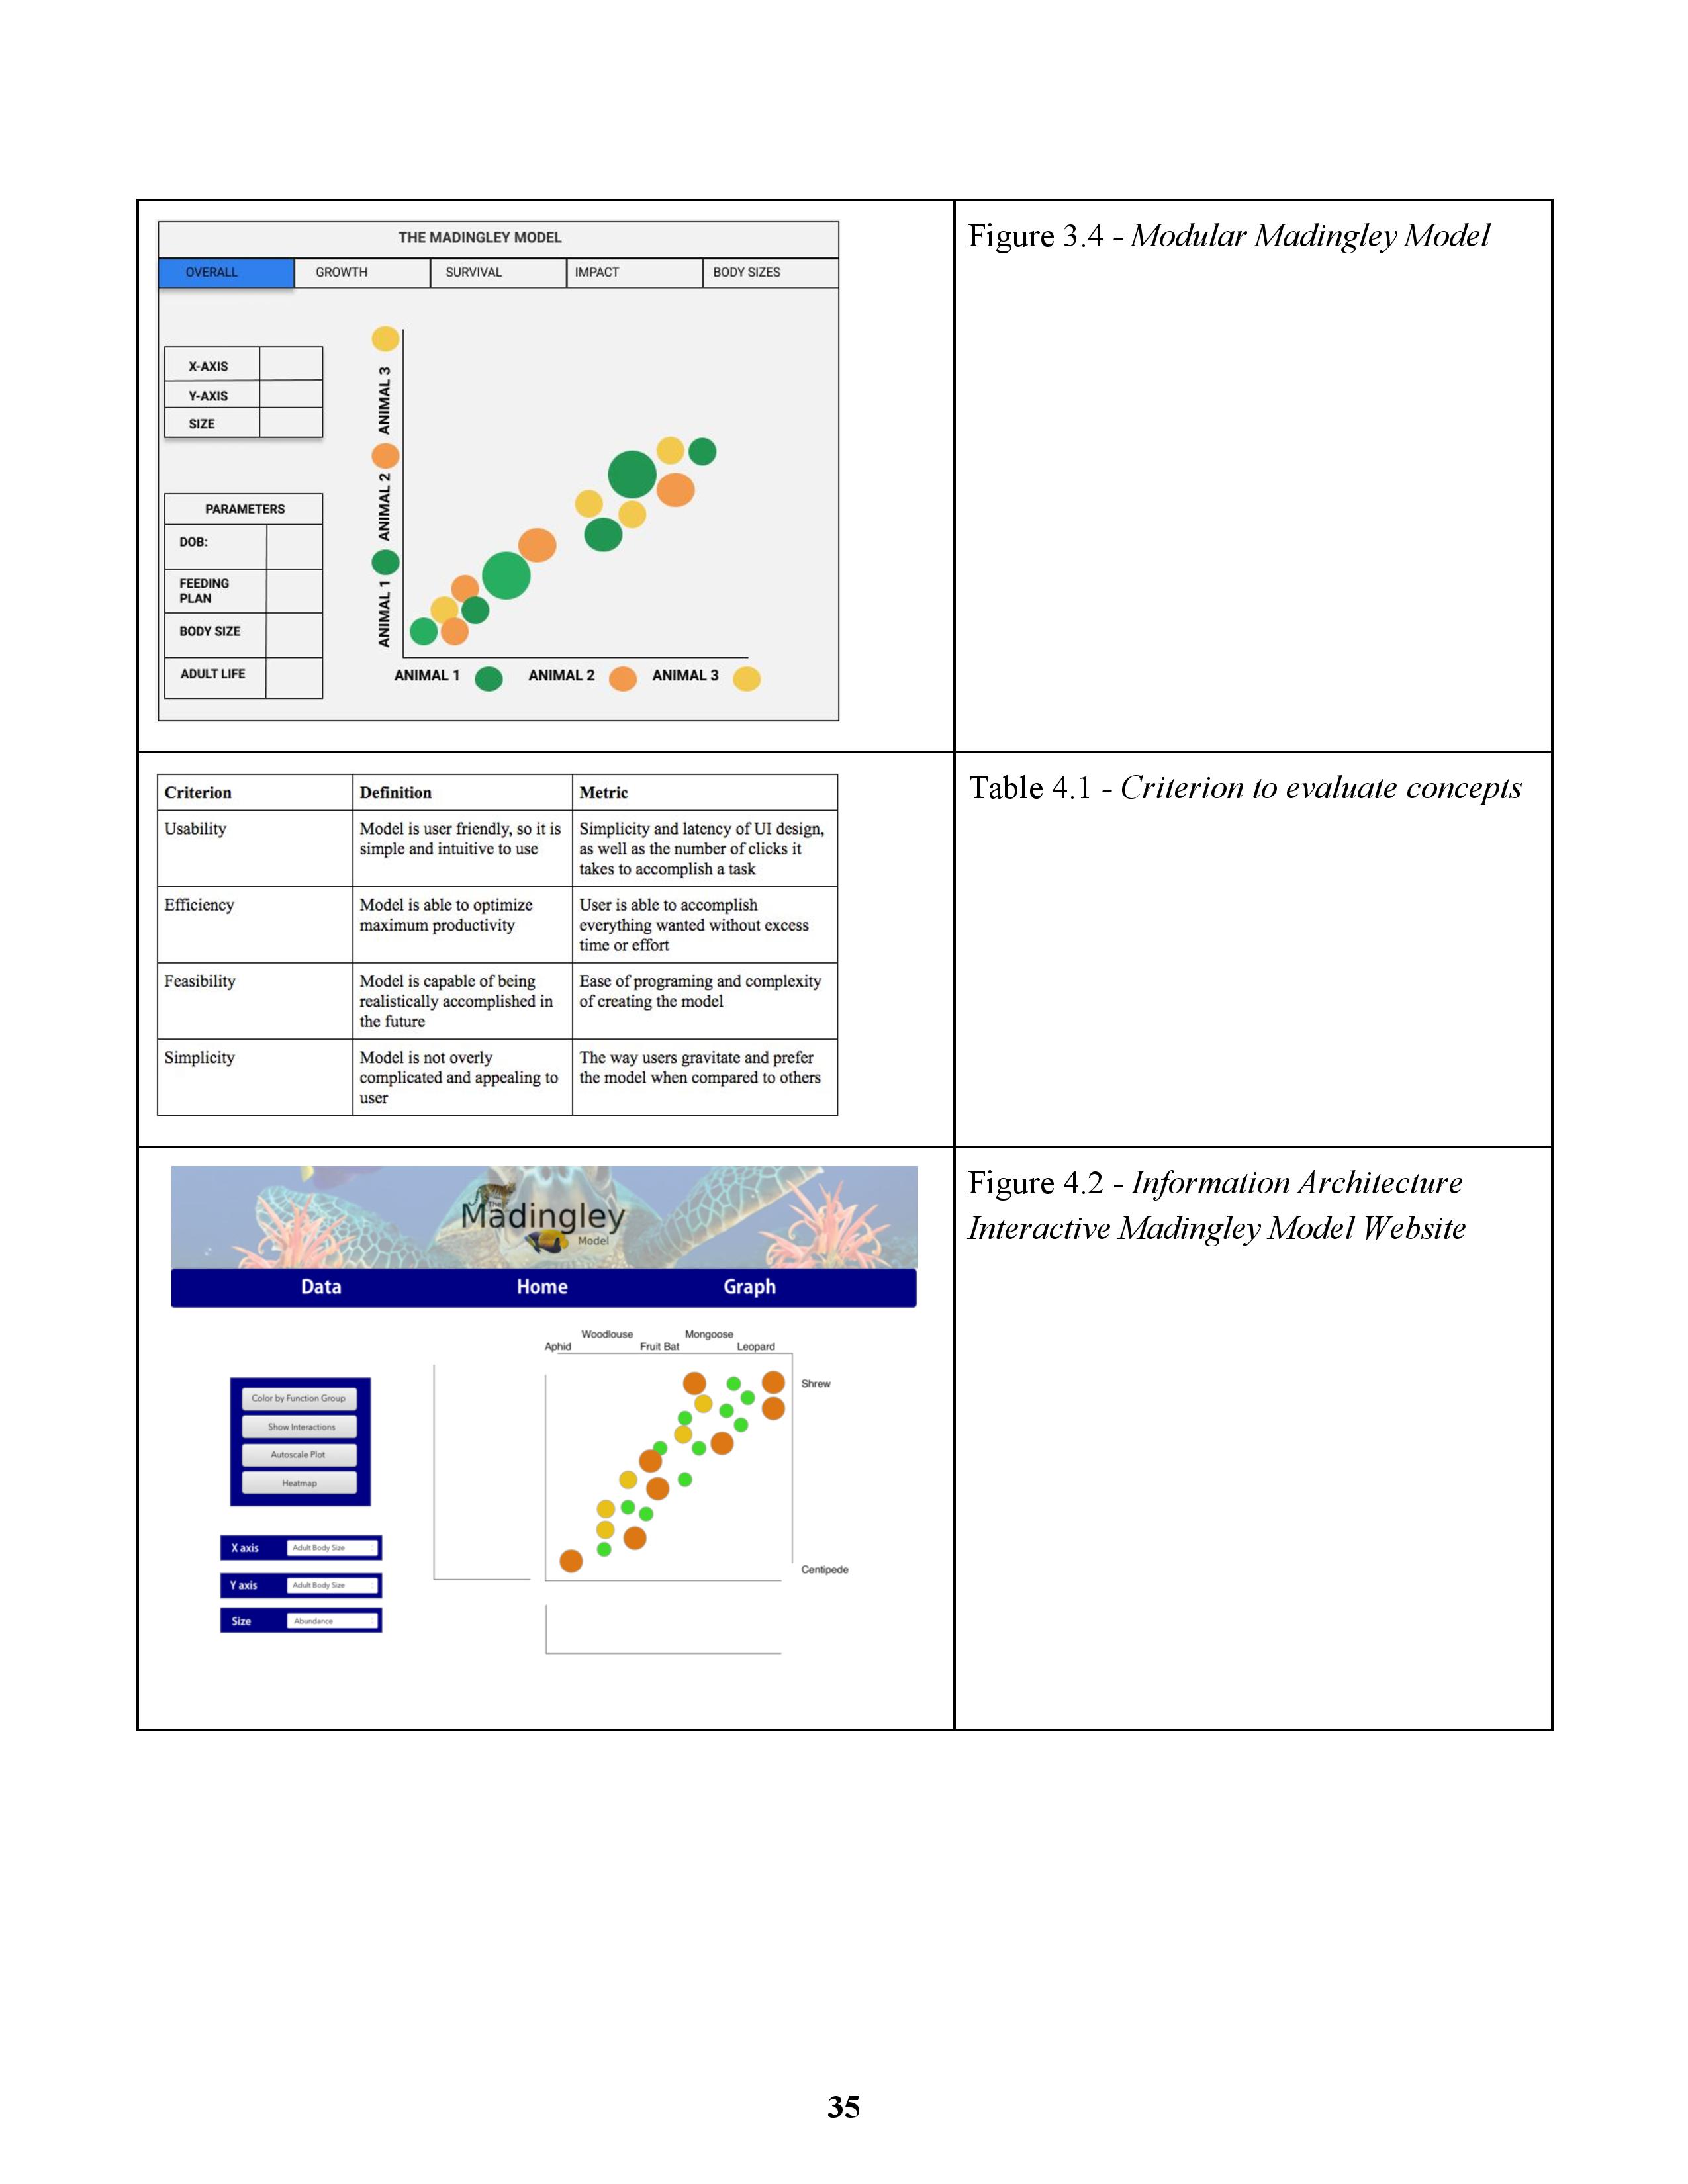 THE MADINGLEY MODEL
OVERALL GROWTH SURVIVAL IMPACT BODY SIZES
X-AXIS
Y-AXIS
SIZE
PARAMETERS
DOB:
FEEDING
PLAN
BODY SIZE
ADULT LIFE
ANIMAL 1 ANIMAL 2 ANIMAL 3
ANIMAL 1 ANIMAL 2 ANIMAL 3
Figure 3.4 - Modular Madingley Model
Criterion Definition Metric
Usability
Model is user friendly, so it is
simple and intuitive to use
Simplicity and latency of UI design,
as well as the number of clicks it
takes to accomplish a task
Efficiency
Model is able to optimize
maximum productivity
User is able to accomplish
everything wanted without excess
time or effort
Feasibility
Model is capable of being
realistically accomplished in
the future
Ease of programing and complexity
of creating the model
Simplicity
Model is not overly
complicated and appealing to
user
The way users gravitate and prefer
the model when compared to others
Table 4.1 - Criterion to evaluate concepts
The
Madingley
Model
Data Home Graph
Color by Function Group
Show Interactions
Autoscale Plot
Heatmap
X axis Adult Body Size
Y axis Adult Body Size
Size Abundance
Woodlouse Mongoose
Aphid Fruit Bat Leopard
Shrew
Centipede
Figure 4.2 - Information Architecture
Interactive Madingley Model Website
35